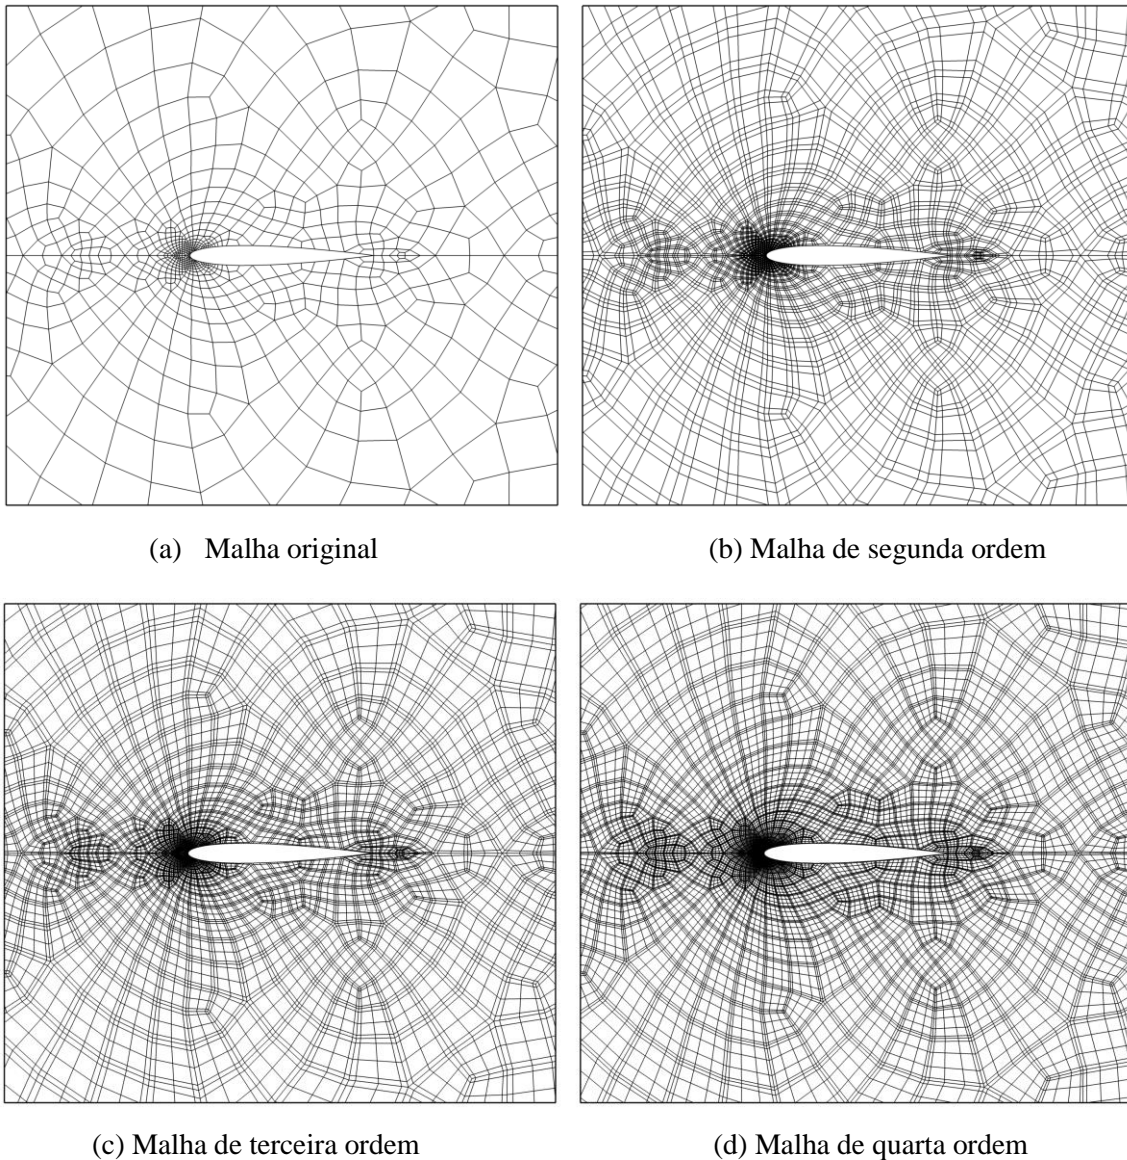 (a) Malha original
(b) Malha de segunda ordem
(c) Malha de terceira ordem
(d) Malha de quarta ordem